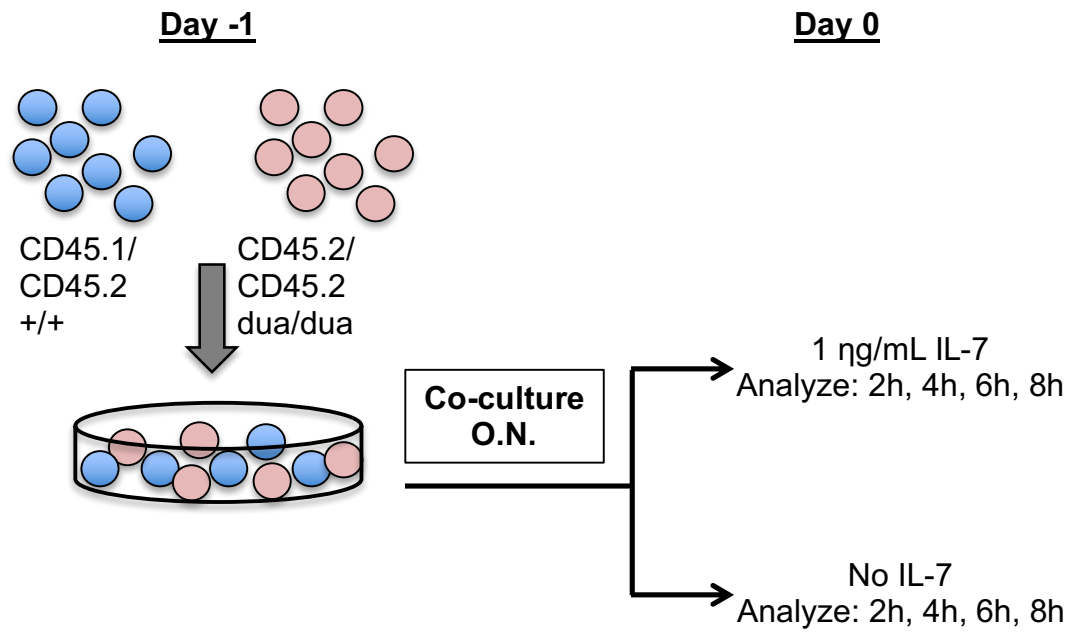 Day -1
Day 0
CD45.1/
CD45.2
+/+
CD45.2/
CD45.2
dua/dua
Co-culture
O.N.
1 ηg/mL IL-7
Analyze: 2h, 4h, 6h, 8h
No IL-7
Analyze: 2h, 4h, 6h, 8h